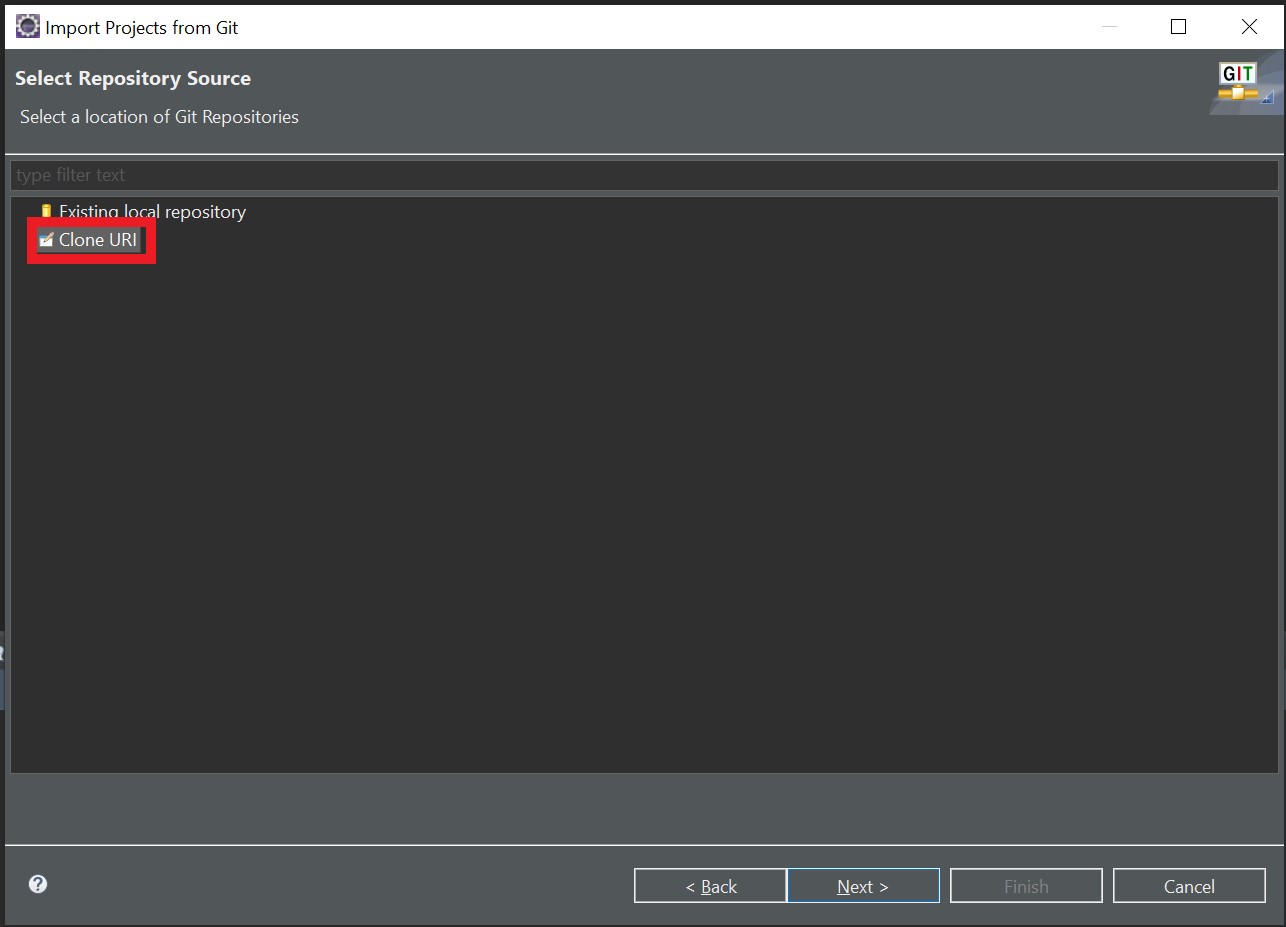 Import Projects from Git
Select Repository Source
GIT
Select a location of Git Repositories
type filter text
Existing local repository
Clone URI
?
< Back
Next >
Finish
Cancel